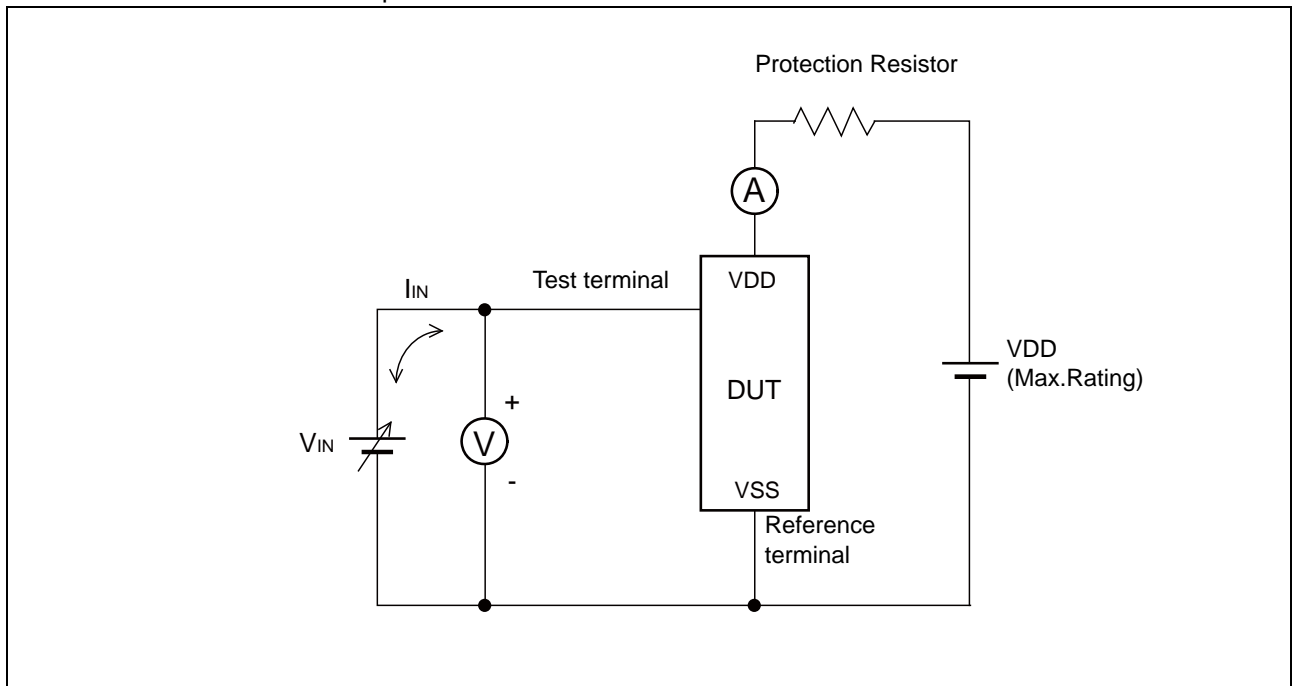 Protection Resistor
A
Test terminal
VDD
IIN
VDD
(Max.Rating)
DUT
+
VIN
V
-
VSS
Reference
terminal